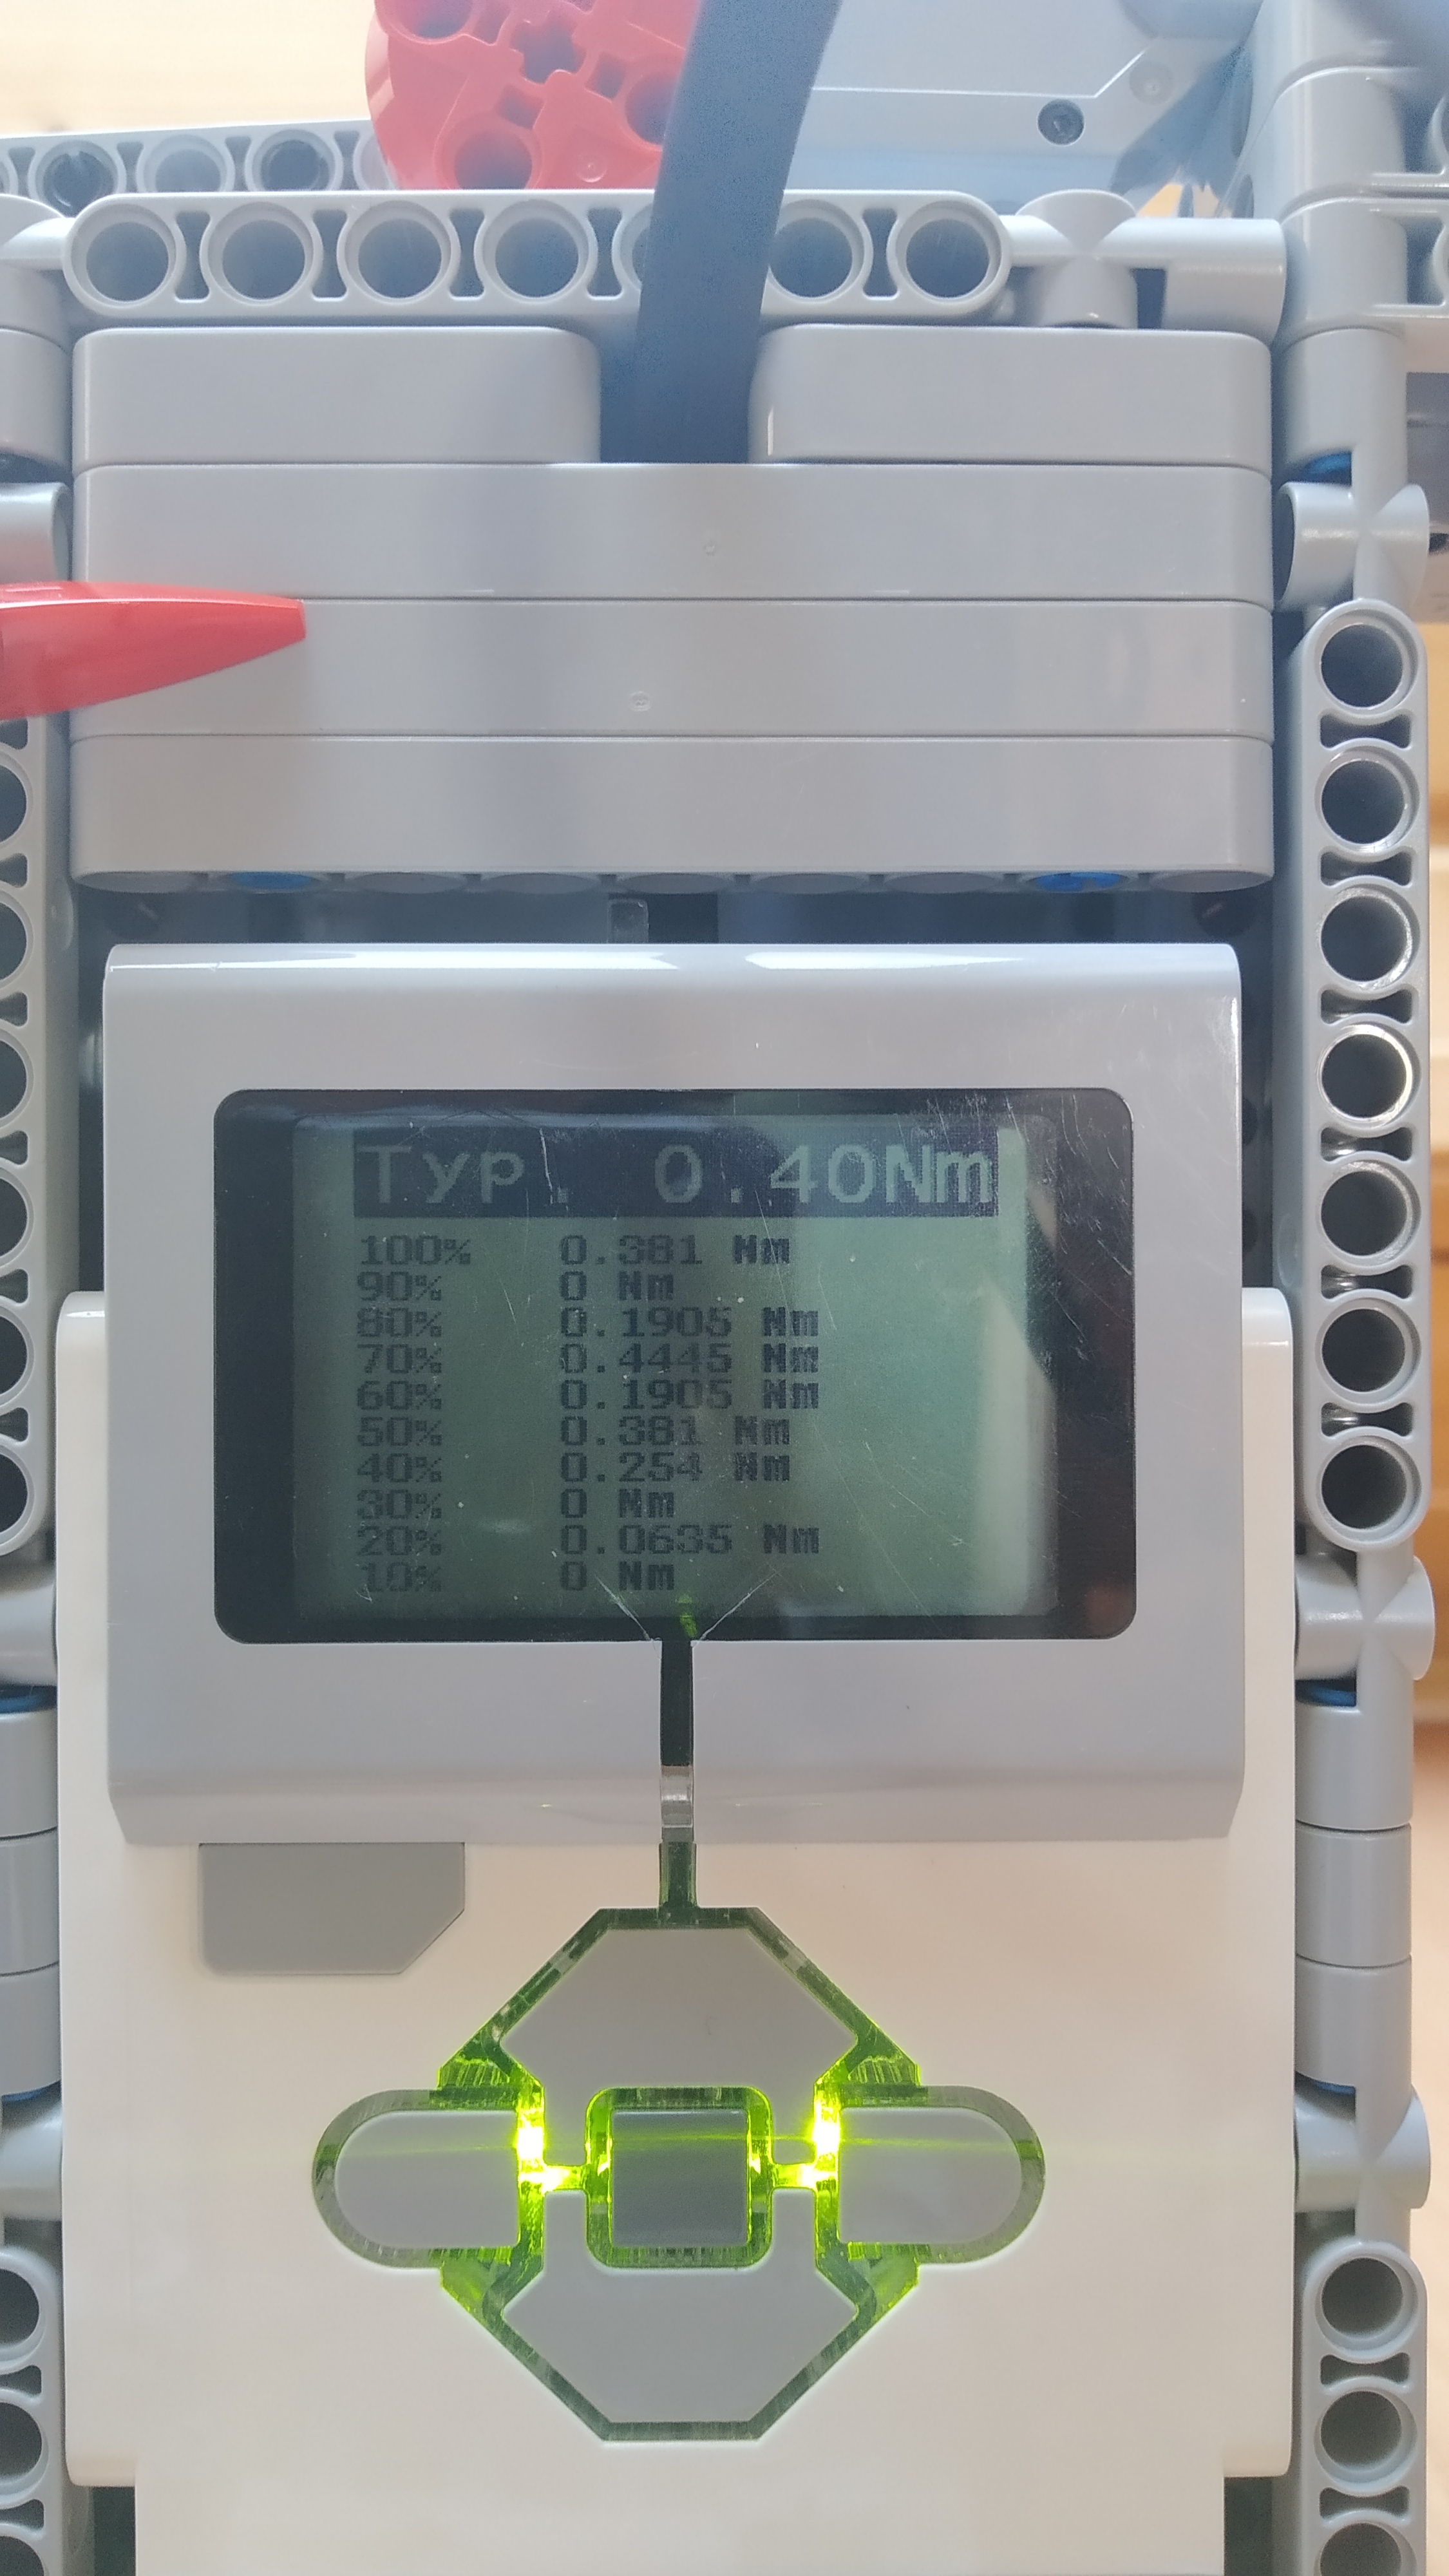 Typ. 0.40Nm
100% 0.381 Nm
90% 0 Nm
80% 0.1905 Nm
70% 0.4445 Nm
60% 0.1905 Nm
50% 0.381 Nm
40% 0.254 Nm
30% 0 Nm
20% 0.0635 Nm
10% 0 Nm